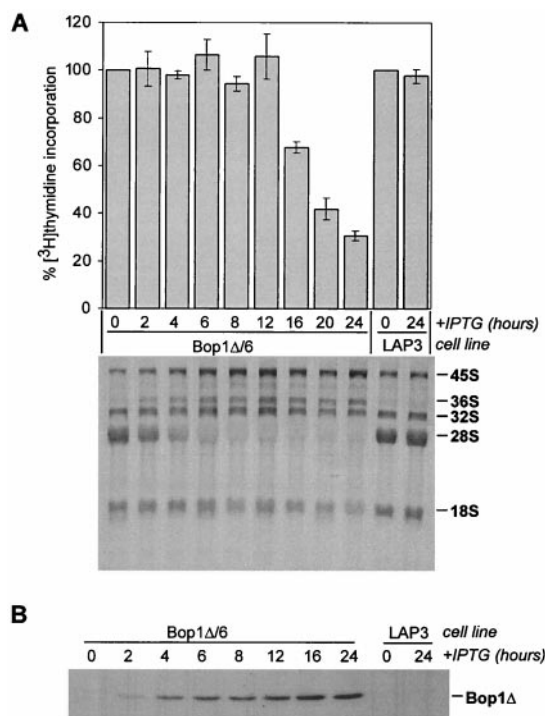 A
% [³H]thymidine incorporation
120
100
80
60
40
20
0
0 2 4 6 8 12 16 20 24 0 24 +IPTG (hours)
Bop1Δ/6 LAP3 cell line
45S
36S
32S
28S
18S
B
Bop1Δ/6 LAP3 cell line
0 2 4 6 8 12 16 24 0 24 +IPTG (hours)
Bop1Δ